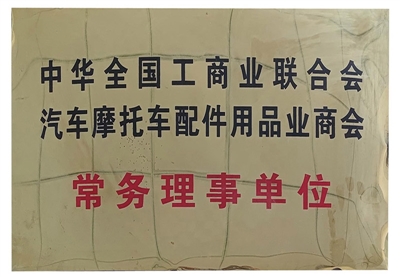 中华全国工商业联合会
汽车摩托车配件用品业商会
常务理事单位